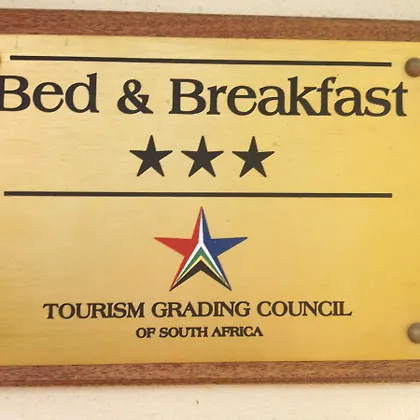 Bed & Breakfast
★★★
TOURISM GRADING COUNCIL
OF SOUTH AFRICA